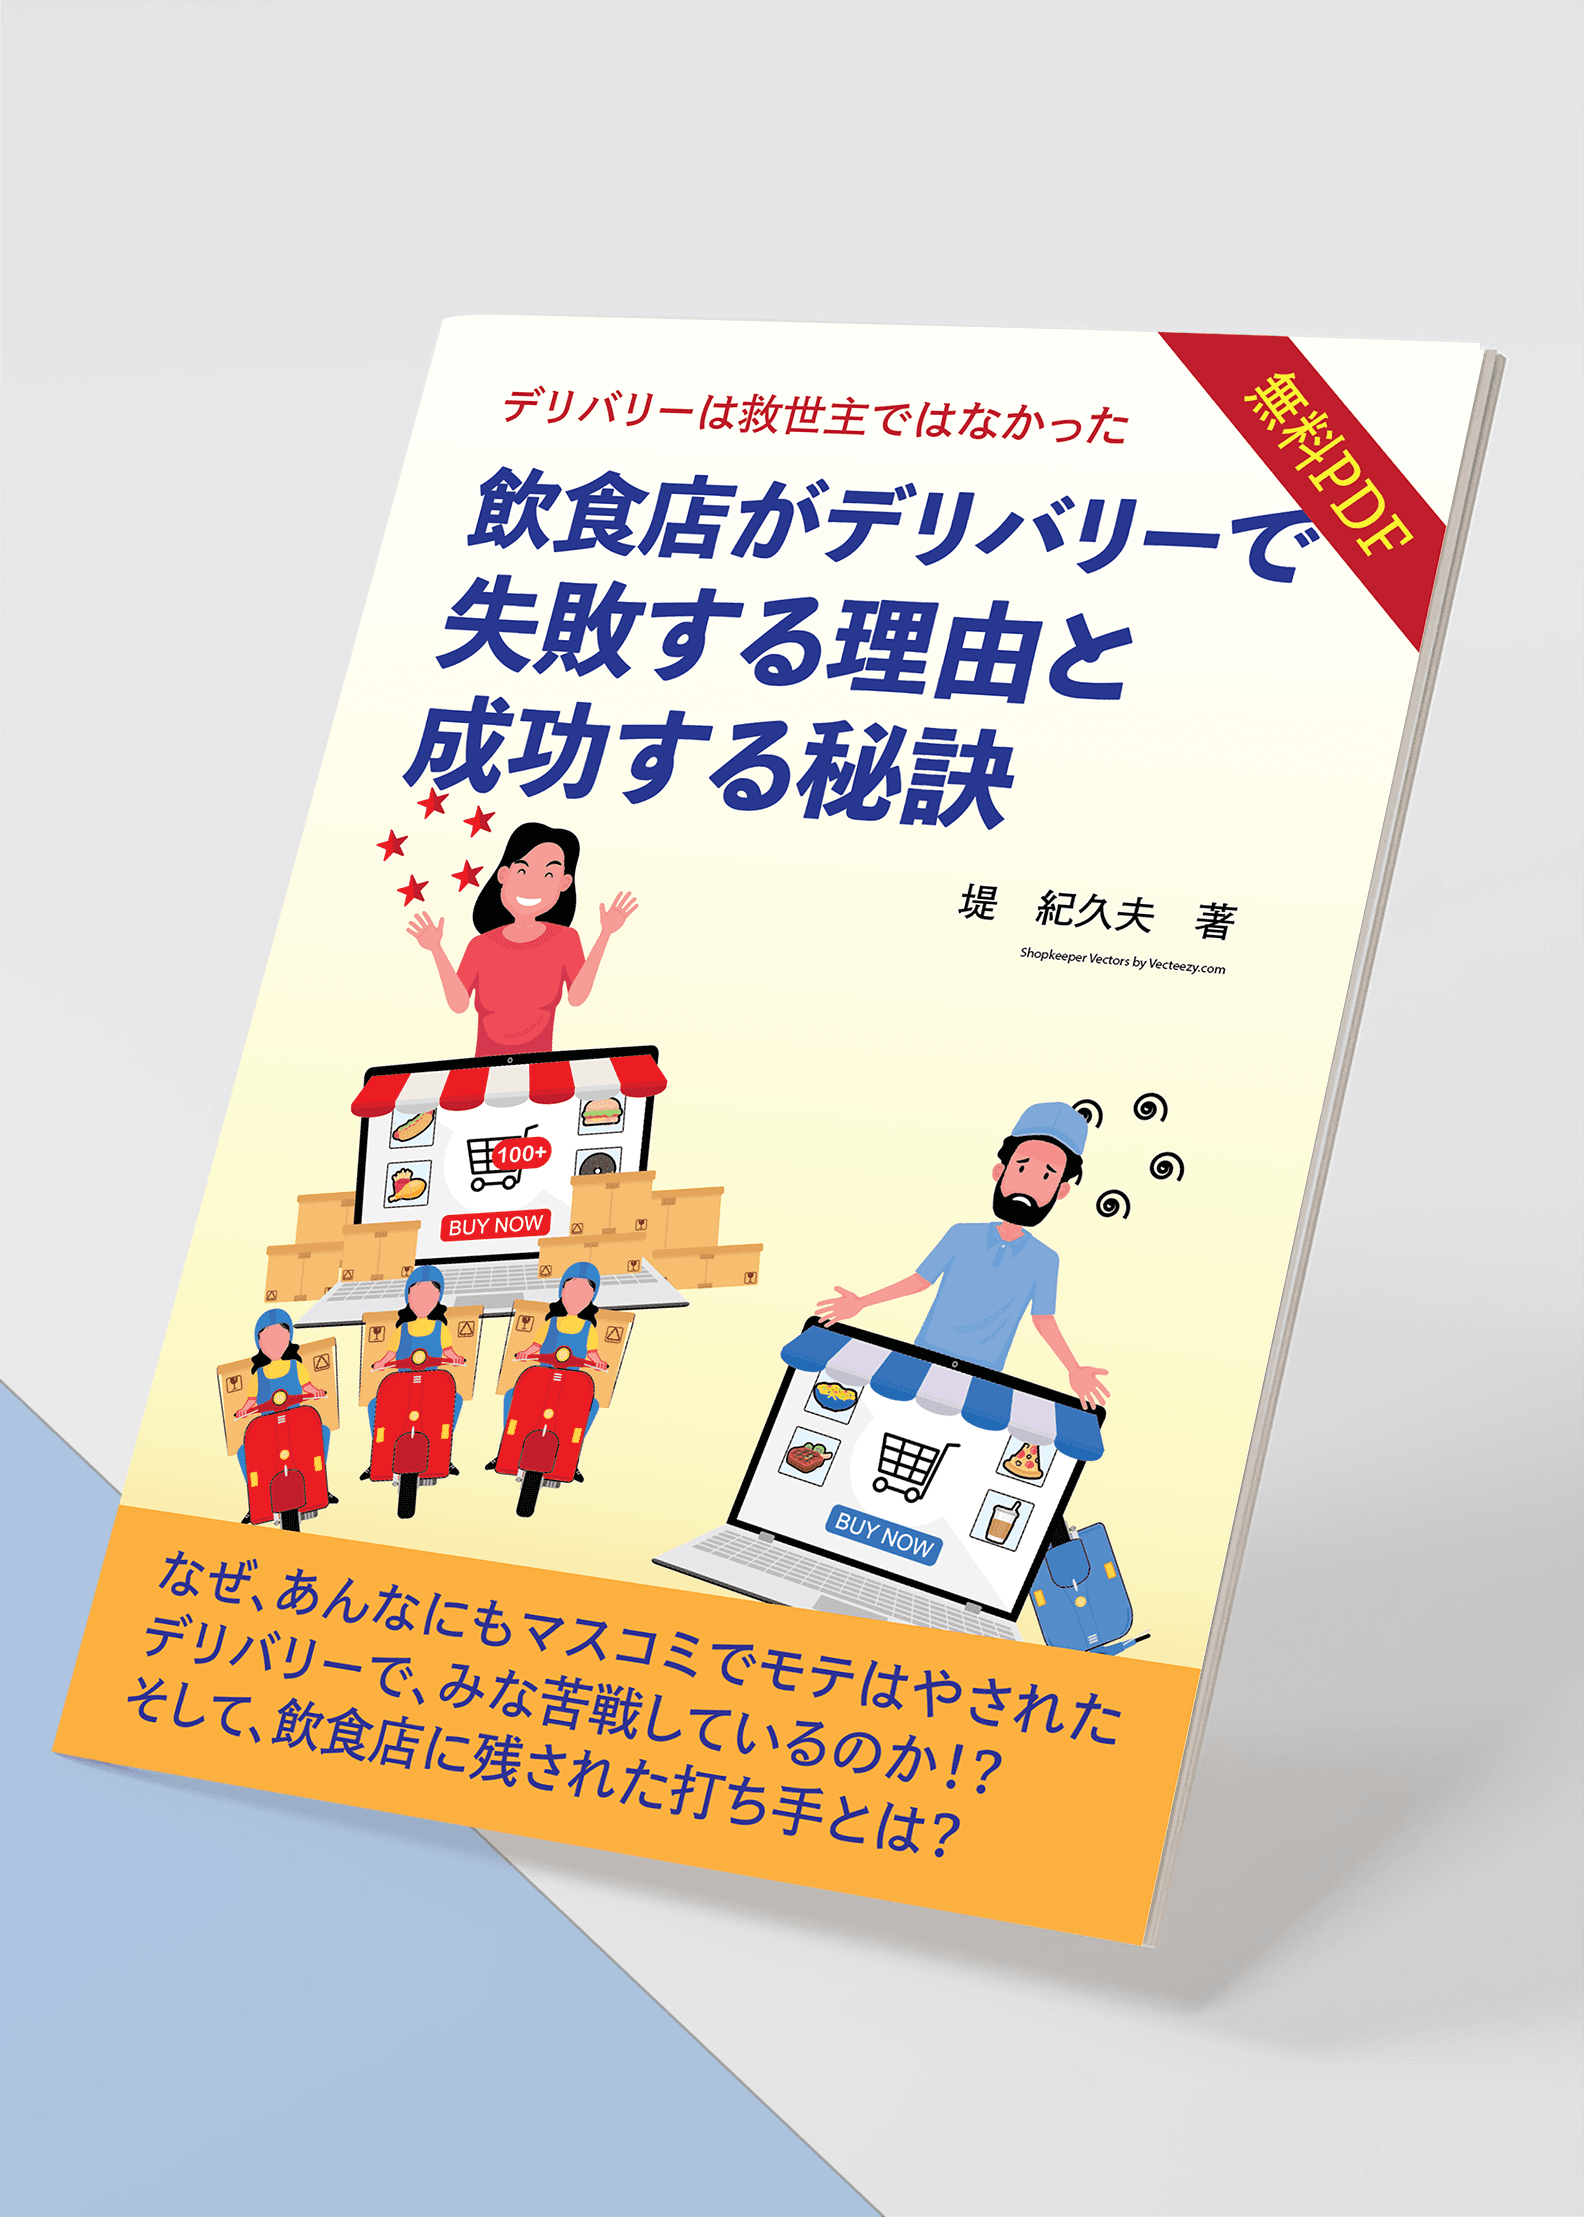 デリバリーは救世主ではなかった
無料PDF
飲食店がデリバリーで
失敗する理由と
成功する秘訣
堤 紀久夫 著
Shopkeeper Vectors by Vecteezy.com
100+
BUY NOW
BUY NOW
なぜ、あんなにもマスコミでモテはやされた
デリバリーで、みな苦戦しているのか!?
そして、飲食店に残された打ち手とは?